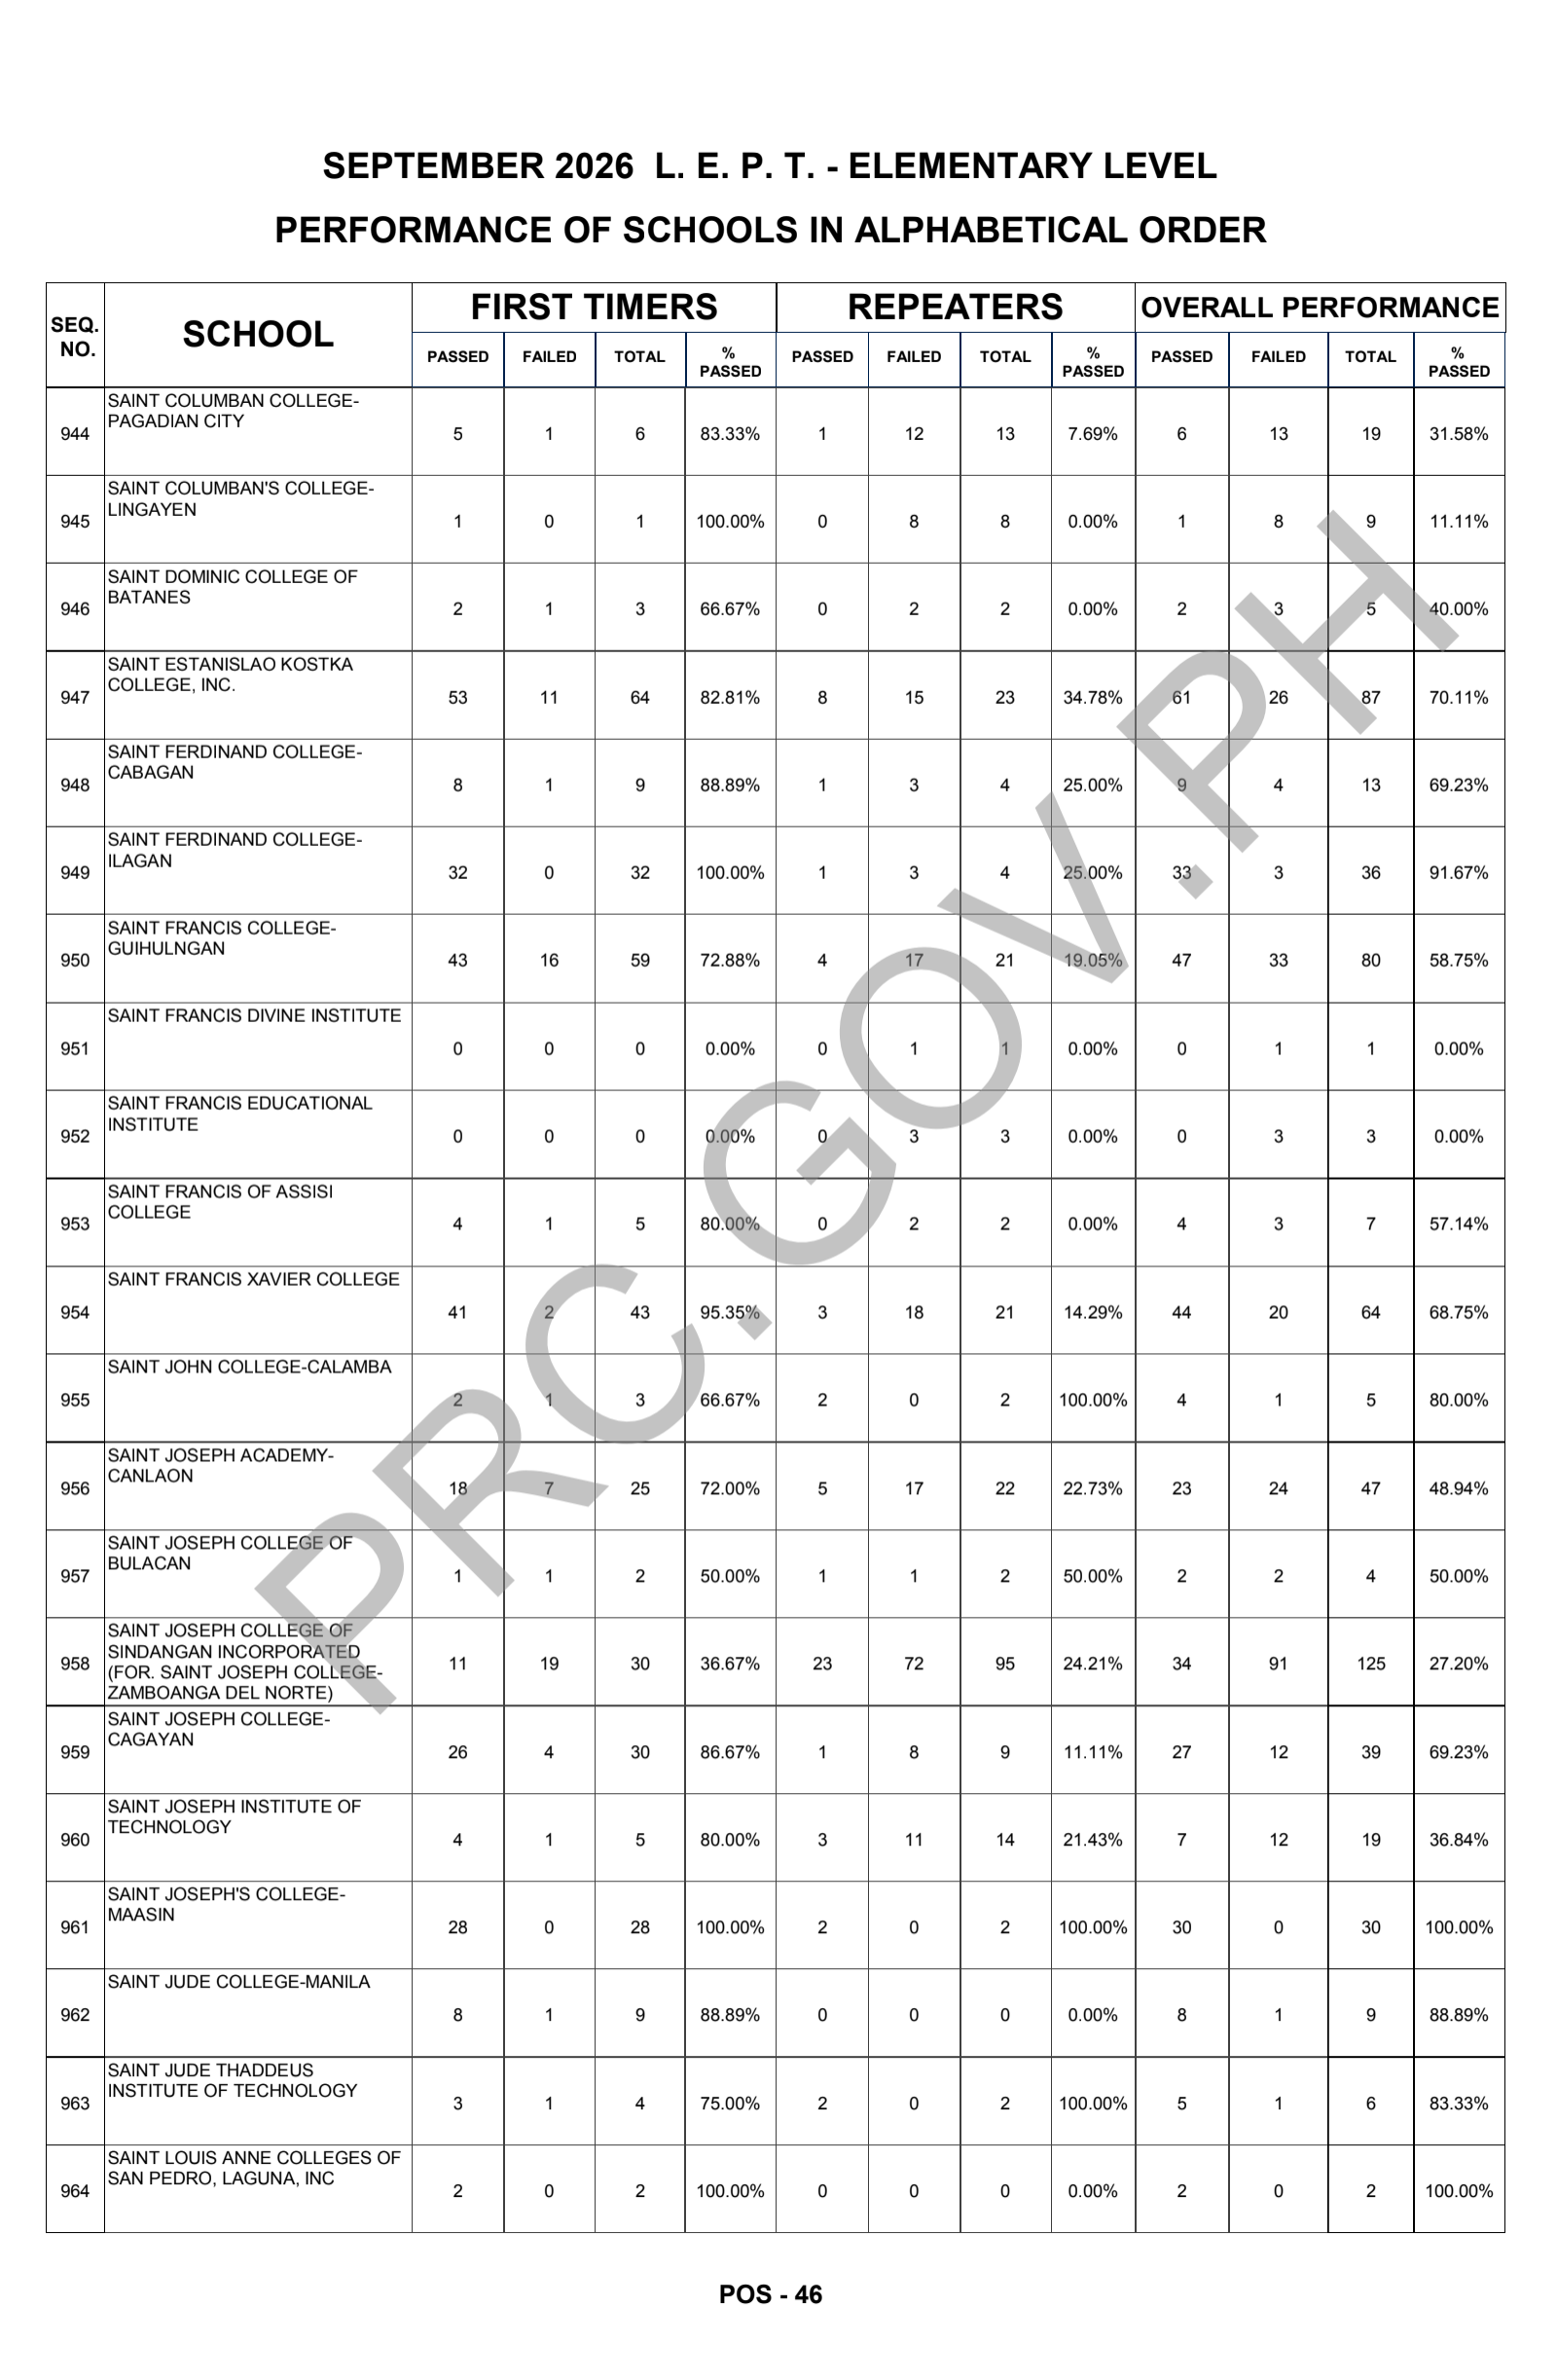 SEPTEMBER 2026 L. E. P. T. - ELEMENTARY LEVEL
PERFORMANCE OF SCHOOLS IN ALPHABETICAL ORDER
SEQ. NO. SCHOOL FIRST TIMERS REPEATERS OVERALL PERFORMANCE
PASSED FAILED TOTAL % PASSED PASSED FAILED TOTAL % PASSED PASSED FAILED TOTAL % PASSED
SAINT COLUMBAN COLLEGE-
PAGADIAN CITY
944 5 1 6 83.33% 1 12 13 7.69% 6 13 19 31.58%
SAINT COLUMBAN'S COLLEGE-
LINGAYEN
945 1 0 1 100.00% 0 8 8 0.00% 1 8 9 11.11%
SAINT DOMINIC COLLEGE OF
BATANES
946 2 1 3 66.67% 0 2 2 0.00% 2 3 5 40.00%
SAINT ESTANISLAO KOSTKA
COLLEGE, INC.
947 53 11 64 82.81% 8 15 23 34.78% 61 26 87 70.11%
SAINT FERDINAND COLLEGE-
CABAGAN
948 8 1 9 88.89% 1 3 4 25.00% 9 4 13 69.23%
SAINT FERDINAND COLLEGE-
ILAGAN
949 32 0 32 100.00% 1 3 4 25.00% 33 3 36 91.67%
SAINT FRANCIS COLLEGE-
GUIHULNGAN
950 43 16 59 72.88% 4 17 21 19.05% 47 33 80 58.75%
SAINT FRANCIS DIVINE INSTITUTE
951 0 0 0 0.00% 0 1 1 0.00% 0 1 1 0.00%
SAINT FRANCIS EDUCATIONAL
INSTITUTE
952 0 0 0 0.00% 0 3 3 0.00% 0 3 3 0.00%
SAINT FRANCIS OF ASSISI
COLLEGE
953 4 1 5 80.00% 0 2 2 0.00% 4 3 7 57.14%
SAINT FRANCIS XAVIER COLLEGE
954 41 2 43 95.35% 3 18 21 14.29% 44 20 64 68.75%
SAINT JOHN COLLEGE-CALAMBA
955 2 1 3 66.67% 2 0 2 100.00% 4 1 5 80.00%
SAINT JOSEPH ACADEMY-
CANLAON
956 18 7 25 72.00% 5 17 22 22.73% 23 24 47 48.94%
SAINT JOSEPH COLLEGE OF
BULACAN
957 1 1 2 50.00% 1 1 2 50.00% 2 2 4 50.00%
SAINT JOSEPH COLLEGE OF
SINDANGAN INCORPORATED
(FOR. SAINT JOSEPH COLLEGE-
ZAMBOANGA DEL NORTE)
958 11 19 30 36.67% 23 72 95 24.21% 34 91 125 27.20%
SAINT JOSEPH COLLEGE-
CAGAYAN
959 26 4 30 86.67% 1 8 9 11.11% 27 12 39 69.23%
SAINT JOSEPH INSTITUTE OF
TECHNOLOGY
960 4 1 5 80.00% 3 11 14 21.43% 7 12 19 36.84%
SAINT JOSEPH'S COLLEGE-
MAASIN
961 28 0 28 100.00% 2 0 2 100.00% 30 0 30 100.00%
SAINT JUDE COLLEGE-MANILA
962 8 1 9 88.89% 0 0 0 0.00% 8 1 9 88.89%
SAINT JUDE THADDEUS
INSTITUTE OF TECHNOLOGY
963 3 1 4 75.00% 2 0 2 100.00% 5 1 6 83.33%
SAINT LOUIS ANNE COLLEGES OF
SAN PEDRO, LAGUNA, INC
964 2 0 2 100.00% 0 0 0 0.00% 2 0 2 100.00%
PRC.GOV.PH
POS - 46